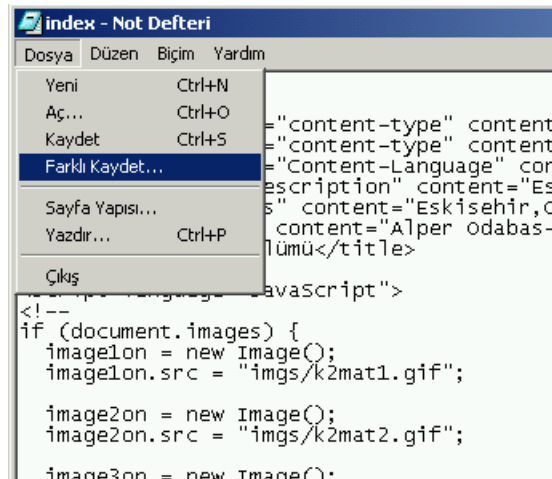 index - Not Defteri
Dosya Düzen Biçim Yardım
Yeni Ctrl+N
Aç... Ctrl+O
Kaydet Ctrl+S
Farklı Kaydet...
Sayfa Yapısı...
Yazdır... Ctrl+P
Çıkış
="content-type" content
="content-type" content
="Content-Language" con
escription" content="Es
s" content="Eskisehir,
content="Alper Odabas-
lümü</title>
language= JavaScript">
<!--
if (document.images) {
image1on = new Image();
image1on.src = "imgs/k2mat1.gif";
image2on = new Image();
image2on.src = "imgs/k2mat2.gif";
image3on = new Image();